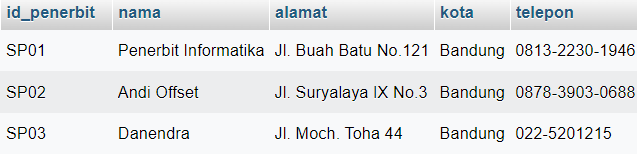 id_penerbit nama alamat kota telepon
SP01 Penerbit Informatika Jl. Buah Batu No.121 Bandung 0813-2230-1946
SP02 Andi Offset Jl. Suryalaya IX No.3 Bandung 0878-3903-0688
SP03 Danendra Jl. Moch. Toha 44 Bandung 022-5201215